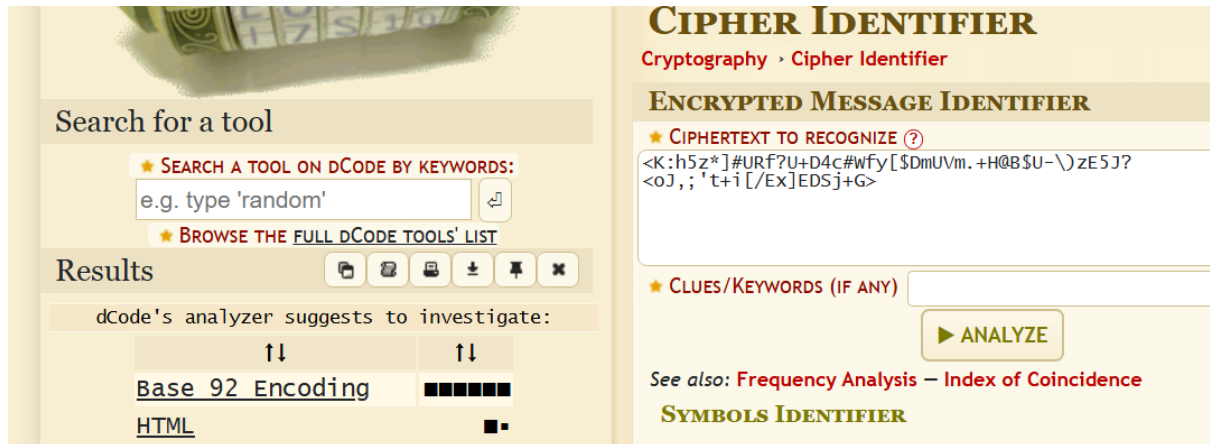 Search for a tool
★ SEARCH A TOOL ON DCODE BY KEYWORDS:
e.g. type 'random'
★ BROWSE THE FULL DCODE TOOLS' LIST
Results
dCode's analyzer suggests to investigate:
↑↓ ↑↓
Base 92 Encoding ■■■■■■
HTML ■▪
CIPHER IDENTIFIER
Cryptography › Cipher Identifier
ENCRYPTED MESSAGE IDENTIFIER
★ CIPHERTEXT TO RECOGNIZE ?
<K:h5z*]#URf?U+D4c#Wfy[$DmUVm.+H@B$U-\)zE5J?
<oJ,;'t+i[/Ex]EDSj+G>
★ CLUES/KEYWORDS (IF ANY)
▶ ANALYZE
See also: Frequency Analysis — Index of Coincidence
SYMBOLS IDENTIFIER